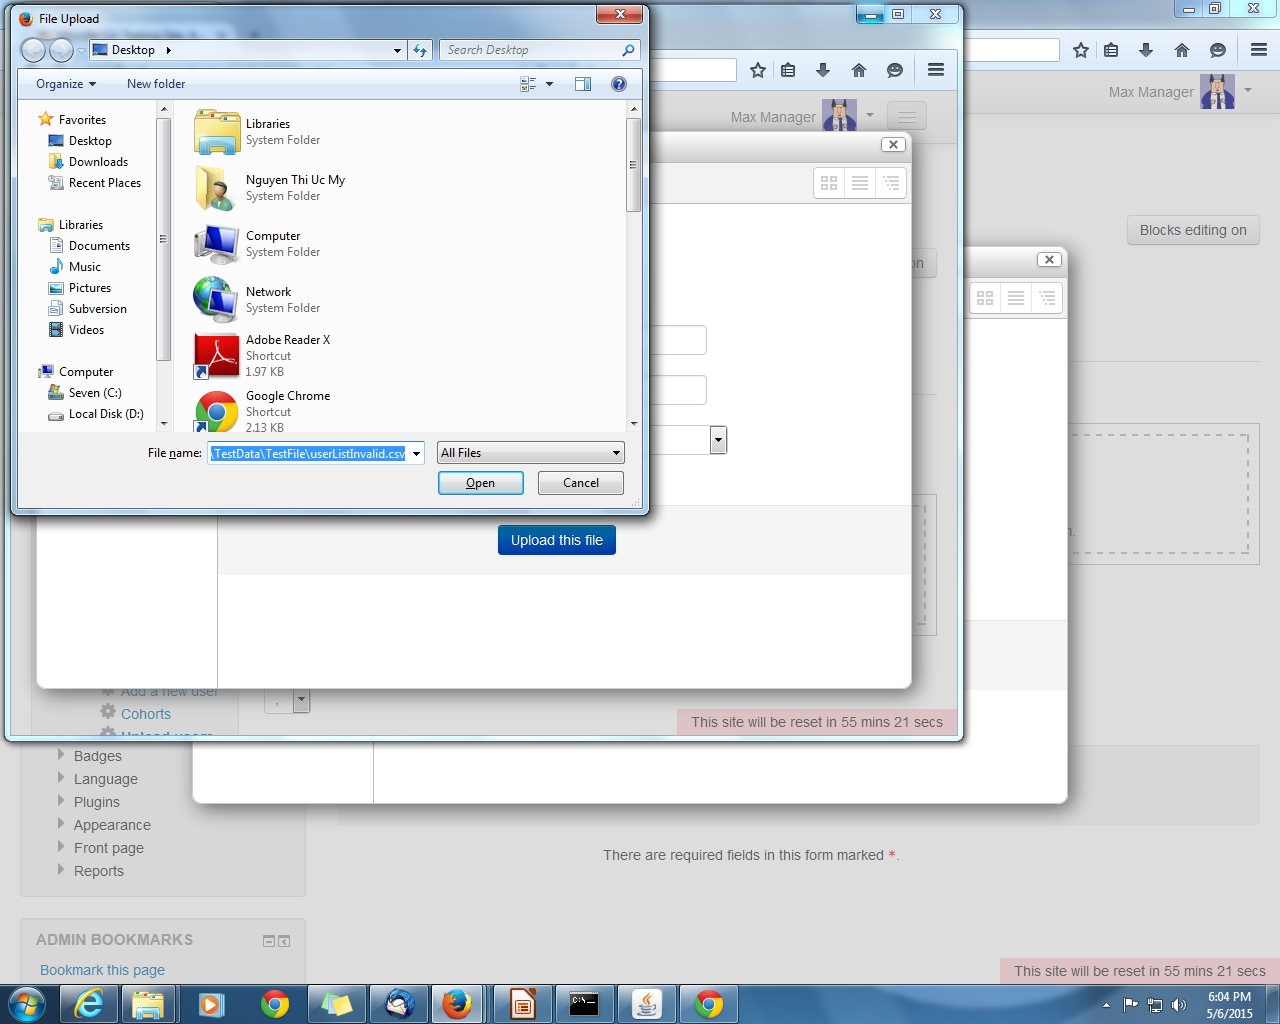 File Upload
Desktop
Search Desktop
Organize
New folder
Favorites
Desktop
Downloads
Recent Places
Libraries
Documents
Music
Pictures
Subversion
Videos
Computer
Seven (C:)
Local Disk (D:)
Libraries
System Folder
Nguyen Thi Uc My
System Folder
Computer
System Folder
Network
System Folder
Adobe Reader X
Shortcut
1.97 KB
Google Chrome
Shortcut
2.13 KB
File name:
\TestData\TestFile\userListInvalid.csv
All Files
Open
Cancel
Max Manager
Max Manager
Blocks editing on
on
Upload this file
Add a new user
Cohorts
Upload users
This site will be reset in 55 mins 21 secs
Badges
Language
Plugins
Appearance
Front page
Reports
There are required fields in this form marked *.
ADMIN BOOKMARKS
Bookmark this page
This site will be reset in 55 mins 21 secs
6:04 PM
5/6/2015